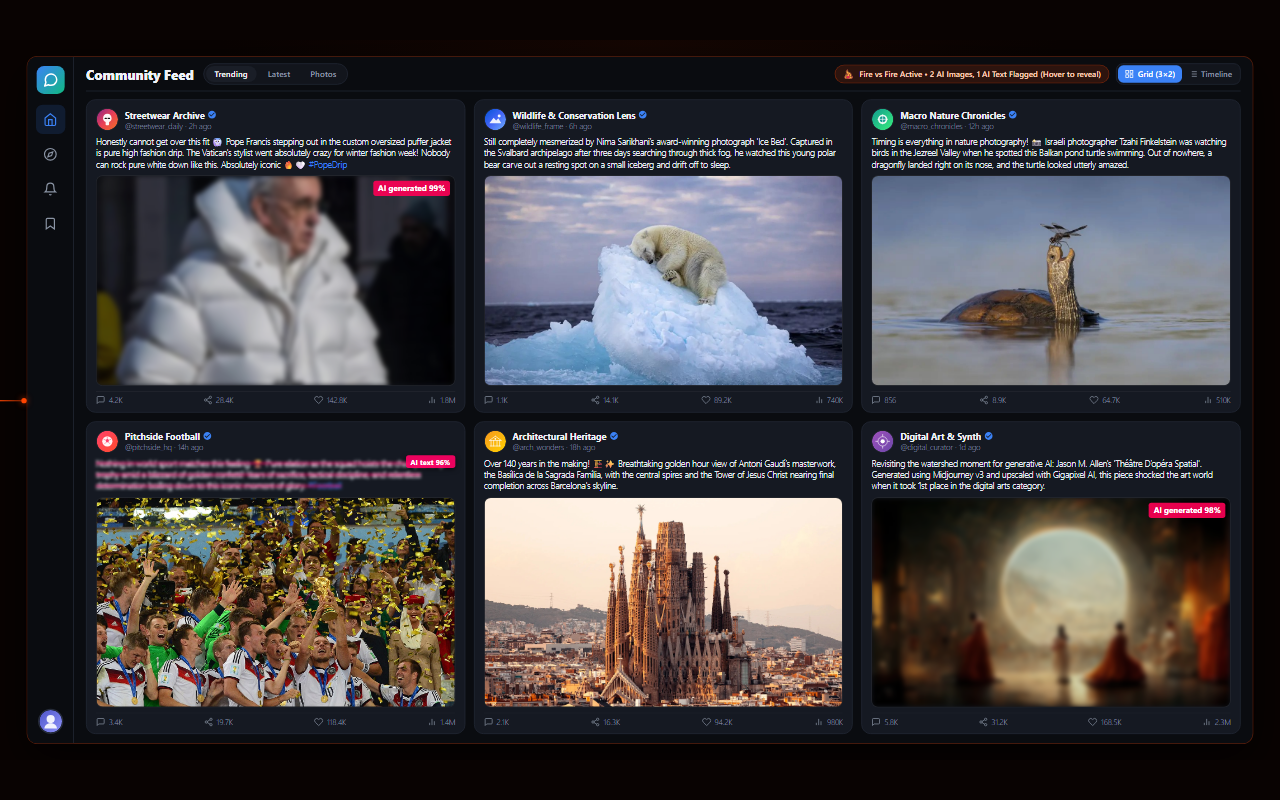 Community Feed
Trending
Latest
Photos
Fire vs Fire Active • 2 AI Images, 1 AI Text Flagged (Hover to reveal)
Grid (3×2)
Timeline
Streetwear Archive
@streetwear_daily · 2h ago
Honestly cannot get over this fit Pope Francis stepping out in the custom oversized puffer jacket
is pure high fashion drip. The Vatican's stylist went absolutely crazy for winter fashion week! Nobody
can rock pure white down like this. Absolutely iconic 🔥 🤍 #PopeDrip
AI generated 99%
4.2K
28.4K
142.8K
1.8M
Wildlife & Conservation Lens
@wildlife_frame · 6h ago
Still completely mesmerized by Nima Sarikhani's award-winning photograph 'Ice Bed'. Captured in
the Svalbard archipelago after three days searching through thick fog, he watched this young polar
bear carve out a resting spot on a small iceberg and drift off to sleep.
1.1K
14.1K
89.2K
740K
Macro Nature Chronicles
@macro_chronicles · 12h ago
Timing is everything in nature photography! 📸 Israeli photographer Tzahi Finkelstein was watching
birds in the Jezreel Valley when he spotted this Balkan pond turtle swimming. Out of nowhere, a
dragonfly landed right on its nose, and the turtle looked utterly amazed.
856
8.9K
64.7K
510K
Pitchside Football
@pitchside_hq · 14h ago
AI text 96%
3.4K
19.7K
118.4K
1.4M
Architectural Heritage
@arch_wonders · 18h ago
Over 140 years in the making! 🏗️ ✨ Breathtaking golden hour view of Antoni Gaudí's masterwork,
the Basílica de la Sagrada Família, with the central spires and the Tower of Jesus Christ nearing final
completion across Barcelona's skyline.
2.1K
16.3K
94.2K
980K
Digital Art & Synth
@digital_curator · 1d ago
Revisiting the watershed moment for generative AI: Jason M. Allen's 'Théâtre D'opéra Spatial'.
Generated using Midjourney v3 and upscaled with Gigapixel AI, this piece shocked the art world
when it took 1st place in the digital arts category.
AI generated 98%
5.8K
31.2K
168.5K
2.3M